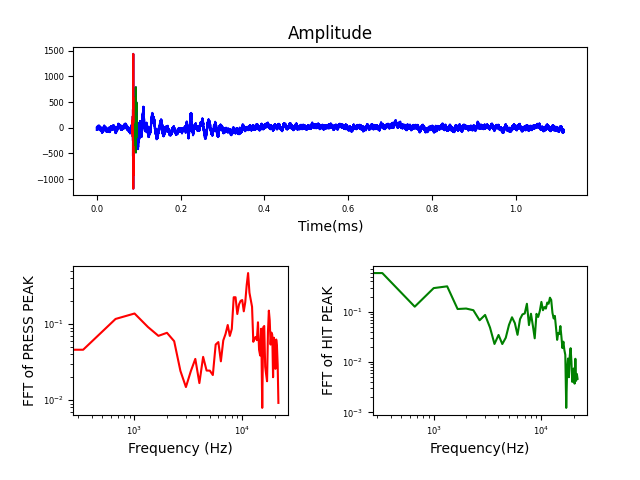 Amplitude
1500
1000
500
0
−500
−1000
0.0 0.2 0.4 0.6 0.8 1.0
Time(ms)
FFT of PRESS PEAK
10⁻¹
10⁻²
10³ 10⁴
Frequency (Hz)
FFT of HIT PEAK
10⁻¹
10⁻²
10⁻³
10³ 10⁴
Frequency(Hz)